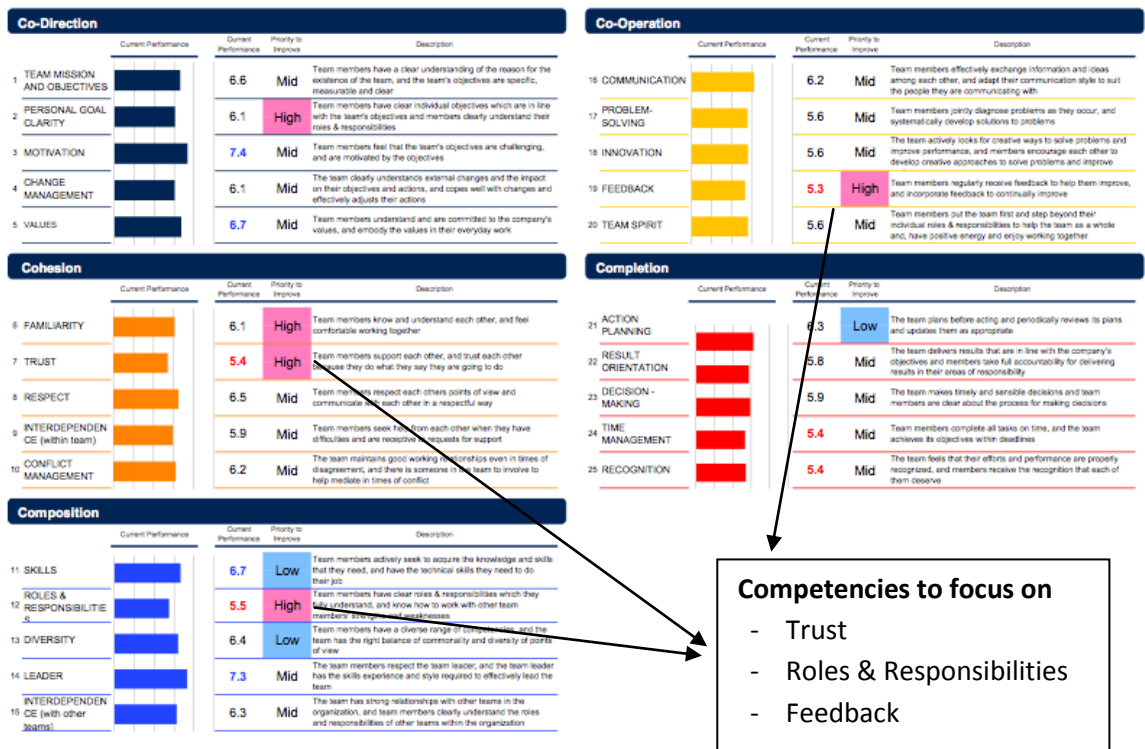 Co-Direction
Current Performance
Current Performance
Priority to Improve
Description
1 TEAM MISSION AND OBJECTIVES
6.6
Mid
Team members have a clear understanding of the reason for the
existence of the team, and the team's objectives are specific,
measurable and clear
2 PERSONAL GOAL CLARITY
6.1
High
Team members have clear individual objectives which are in line
with the team's objectives and members clearly understand their
roles & responsibilities
3 MOTIVATION
7.4
Mid
Team members feel that the team's objectives are challenging,
and are motivated by the objectives
4 CHANGE MANAGEMENT
6.1
Mid
The team clearly understands external changes and the impact
on their objectives and actions, and copes well with changes and
effectively adjusts their actions
5 VALUES
6.7
Mid
Team members understand and are committed to the company's
values, and embody the values in their everyday work
Cohesion
Current Performance
Current Performance
Priority to Improve
Description
6 FAMILIARITY
6.1
High
Team members know and understand each other, and feel
comfortable working together
7 TRUST
5.4
High
Team members support each other, and trust each other
because they do what they say they are going to do
8 RESPECT
6.5
Mid
Team members respect each others points of view and
communicate with each other in a respectful way
9 INTERDEPENDEN
CE (within team)
5.9
Mid
Team members seek help from each other when they have
difficulties and are receptive to requests for support
10 CONFLICT MANAGEMENT
6.2
Mid
The team maintains good working relationships even in times of
disagreement, and there is someone in the team to involve to
help mediate in times of conflict
Composition
Current Performance
Current Performance
Priority to Improve
Description
11 SKILLS
6.7
Low
Team members actively seek to acquire the knowledge and skills
that they need, and have the technical skills they need to do
their job
12 ROLES &
RESPONSIBILITIE
S
5.5
High
Team members have clear roles & responsibilities which they
fully understand, and know how to work with other team
members' strengths and weaknesses
13 DIVERSITY
6.4
Low
Team members have a diverse range of competencies, and the
team has the right balance of commonality and diversity of points
of view
14 LEADER
7.3
Mid
The team members respect the team leader, and the team leader
has the skills experience and style required to effectively lead the
team
15 INTERDEPENDEN
CE (with other
teams)
6.3
Mid
The team has strong relationships with other teams in the
organization, and team members clearly understand the roles
and responsibilities of other teams within the organization
Co-Operation
Current Performance
Current Performance
Priority to Improve
Description
16 COMMUNICATION
6.2
Mid
Team members effectively exchange information and ideas
among each other, and adapt their communication style to suit
the people they are communicating with
17 PROBLEM-
SOLVING
5.6
Mid
Team members jointly diagnose problems as they occur, and
systematically develop solutions to problems
18 INNOVATION
5.6
Mid
The team actively looks for creative ways to solve problems and
improve performance, and members encourage each other to
develop creative approaches to solve problems and improve
19 FEEDBACK
5.3
High
Team members regularly receive feedback to help them improve,
and incorporate feedback to continually improve
20 TEAM SPIRIT
5.6
Mid
Team members put the team first and step beyond their
individual roles & responsibilities to help the team as a whole
and, have positive energy and enjoy working together
Completion
Current Performance
Current Performance
Priority to Improve
Description
21 ACTION PLANNING
6.3
Low
The team plans before acting and periodically reviews its plans
and updates them as appropriate
22 RESULT ORIENTATION
5.8
Mid
The team delivers results that are in line with the company's
objectives and members take full accountability for delivering
results in their areas of responsibility
23 DECISION -
MAKING
5.9
Mid
The team makes timely and sensible decisions and team
members are clear about the process for making decisions
24 TIME MANAGEMENT
5.4
Mid
Team members complete all tasks on time, and the team
achieves its objectives within deadlines
25 RECOGNITION
5.4
Mid
The team feels that their efforts and performance are properly
recognized, and members receive the recognition that each of
them deserve
Competencies to focus on
- Trust
- Roles & Responsibilities
- Feedback